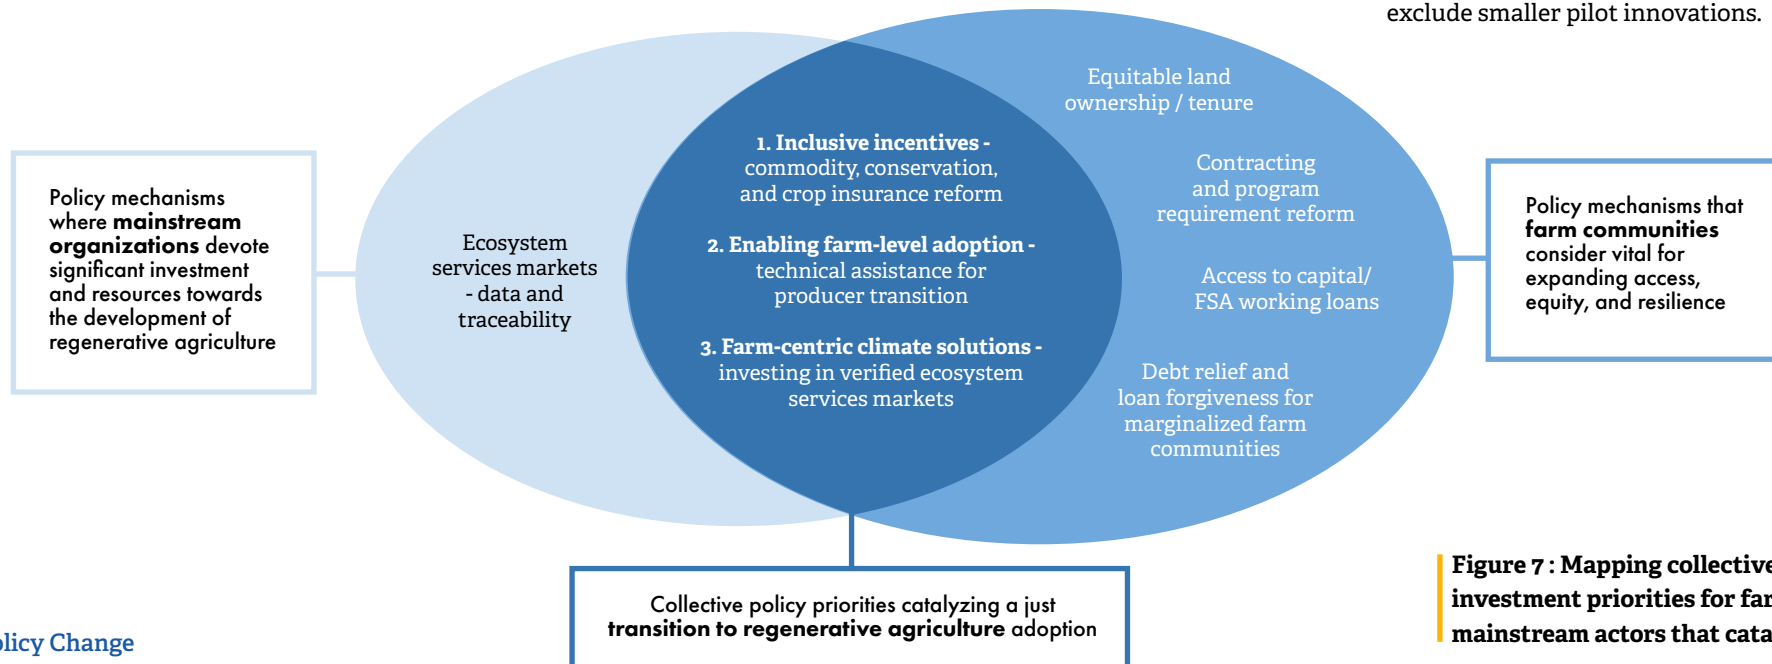 exclude smaller pilot innovations.
Policy mechanisms
where mainstream
organizations devote
significant investment
and resources towards
the development of
regenerative agriculture
Ecosystem
services markets
- data and
traceability
1. Inclusive incentives -
commodity, conservation,
and crop insurance reform
2. Enabling farm-level adoption -
technical assistance for
producer transition
3. Farm-centric climate solutions -
investing in verified ecosystem
services markets
Equitable land
ownership / tenure
Contracting
and program
requirement reform
Access to capital/
FSA working loans
Debt relief and
loan forgiveness for
marginalized farm
communities
Policy mechanisms that
farm communities
consider vital for
expanding access,
equity, and resilience
Collective policy priorities catalyzing a just
transition to regenerative agriculture adoption
Figure 7 : Mapping collective
investment priorities for far
mainstream actors that cata
olicy Change